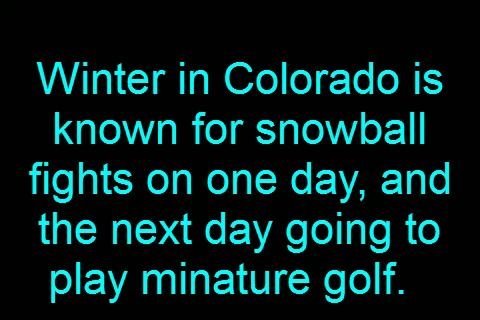 Winter in Colorado is
known for snowball
fights on one day, and
the next day going to
play minature golf.